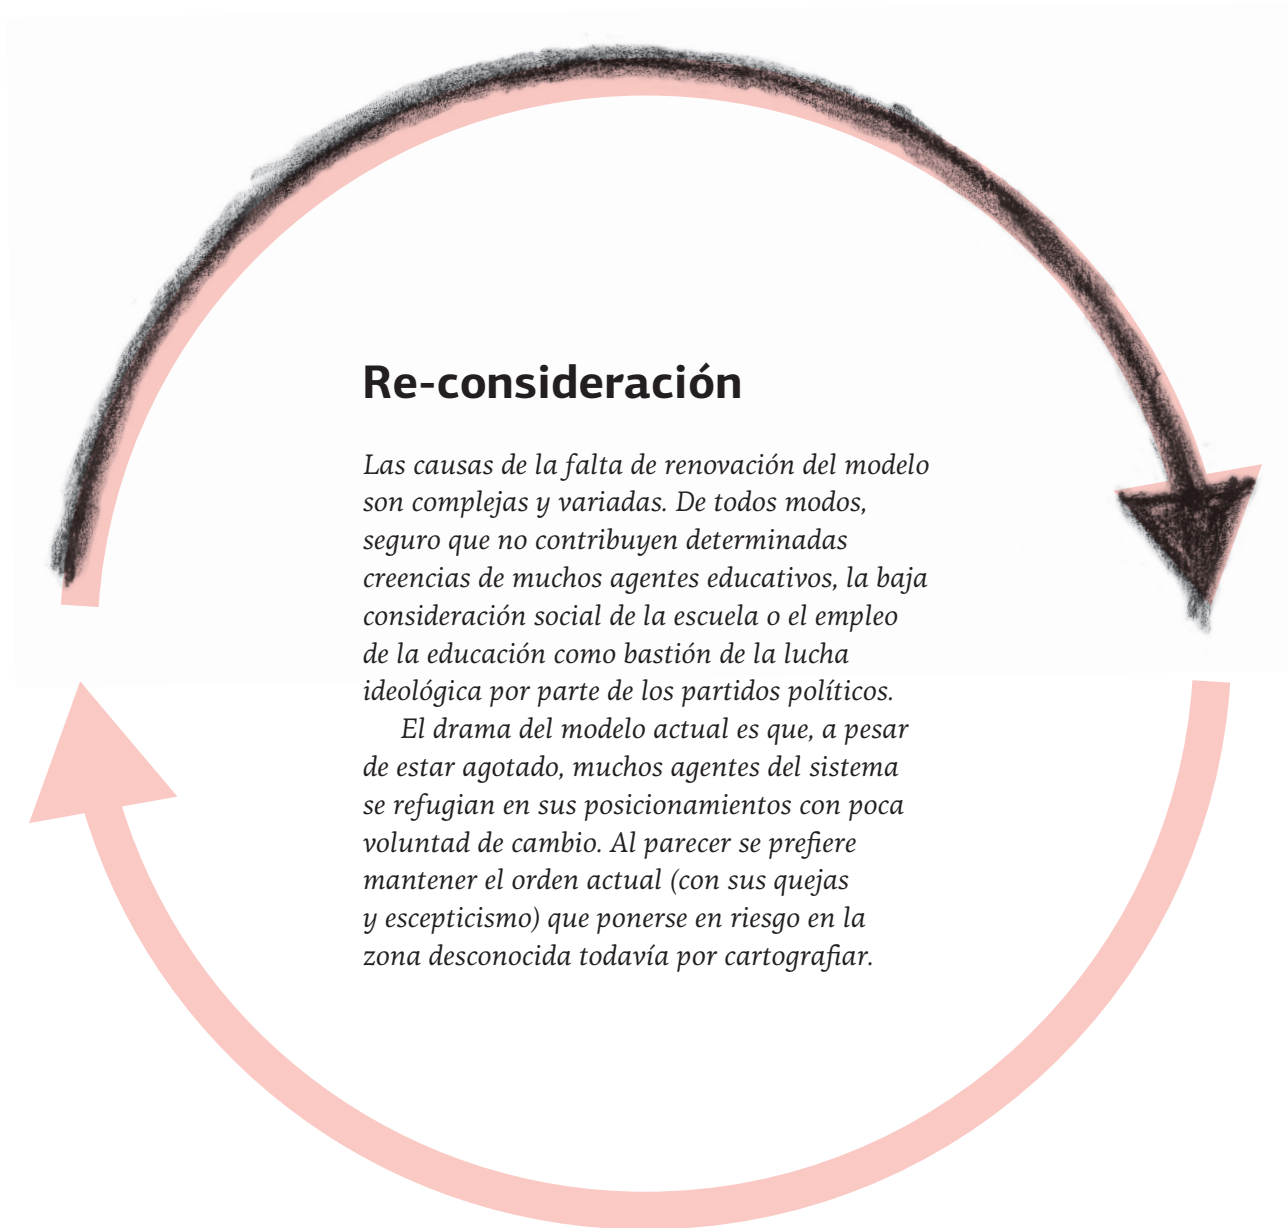 Re-consideración
Las causas de la falta de renovación del modelo
son complejas y variadas. De todos modos,
seguro que no contribuyen determinadas
creencias de muchos agentes educativos, la baja
consideración social de la escuela o el empleo
de la educación como bastión de la lucha
ideológica por parte de los partidos políticos.
El drama del modelo actual es que, a pesar
de estar agotado, muchos agentes del sistema
se refugian en sus posicionamientos con poca
voluntad de cambio. Al parecer se prefiere
mantener el orden actual (con sus quejas
y escepticismo) que ponerse en riesgo en la
zona desconocida todavía por cartografiar.